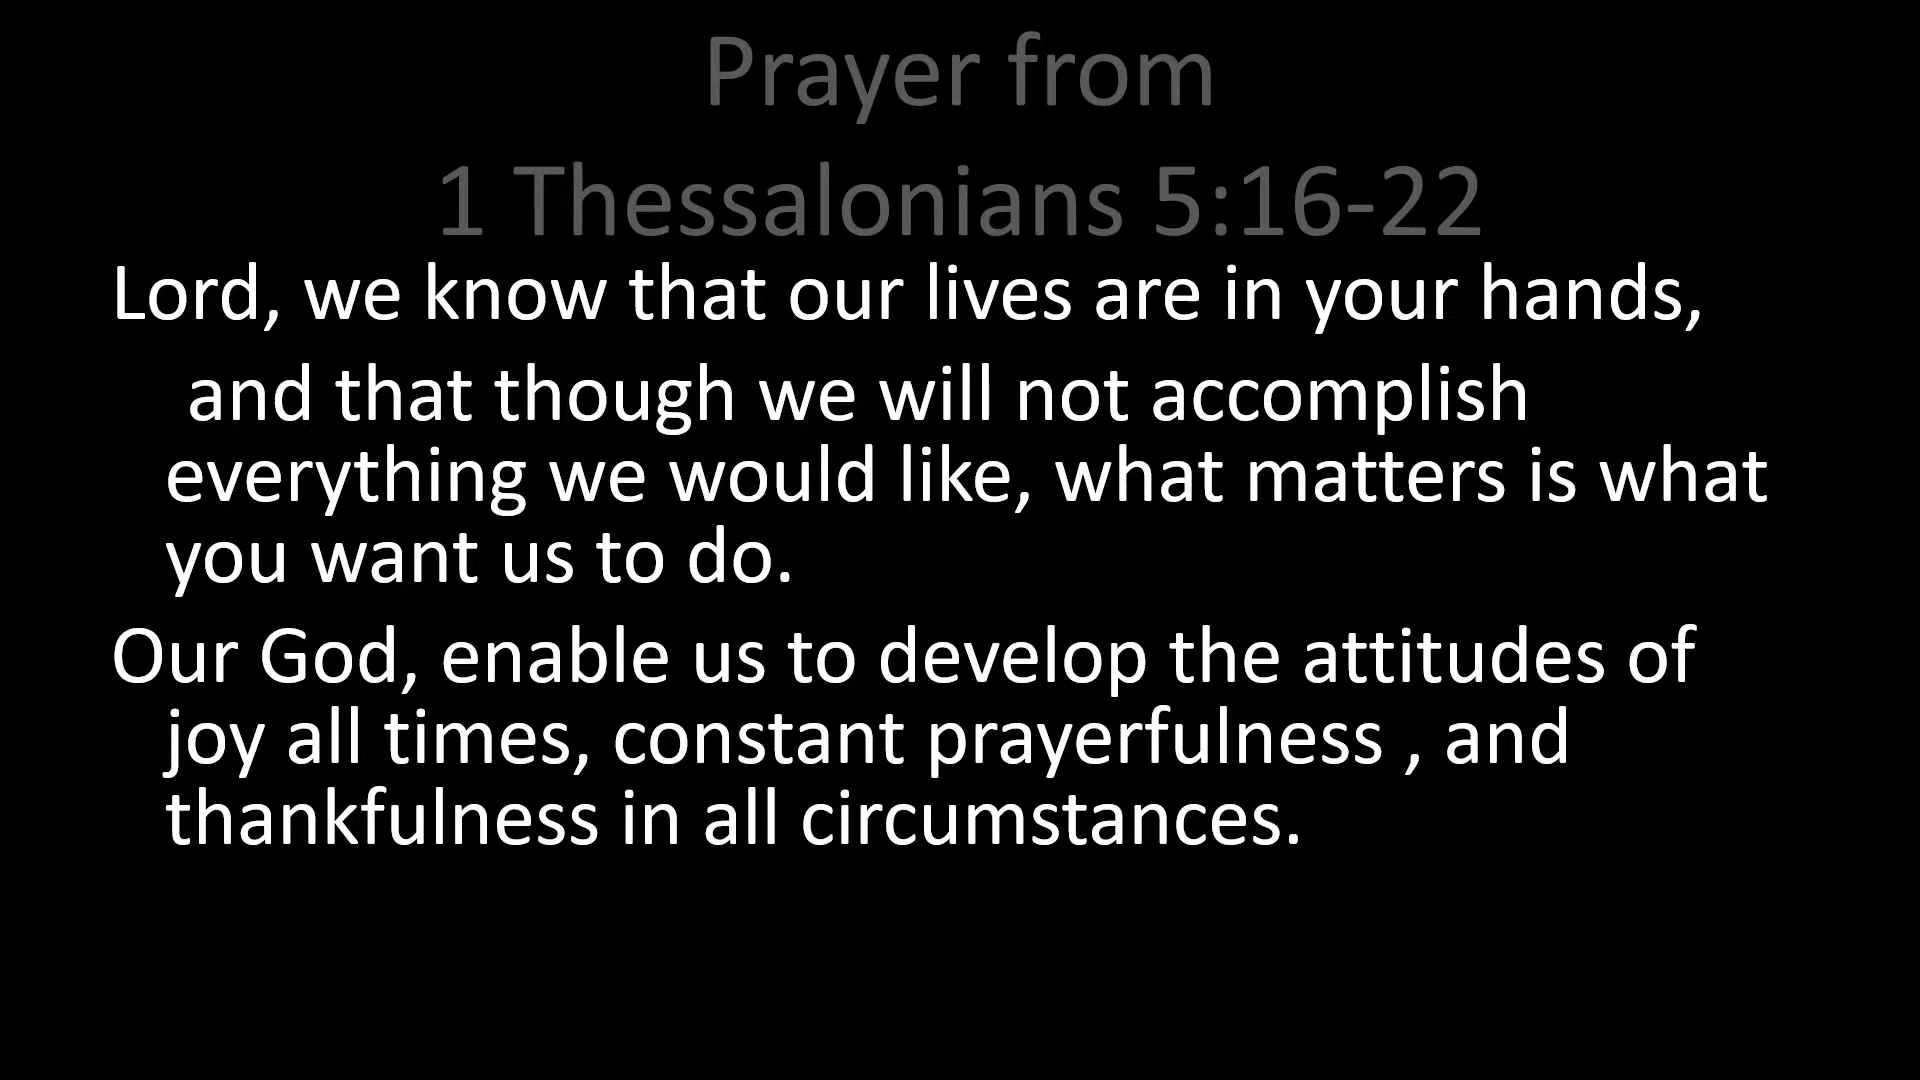 Prayer from
1 Thessalonians 5:16-22
Lord, we know that our lives are in your hands,
and that though we will not accomplish
everything we would like, what matters is what
you want us to do.
Our God, enable us to develop the attitudes of
joy all times, constant prayerfulness , and
thankfulness in all circumstances.